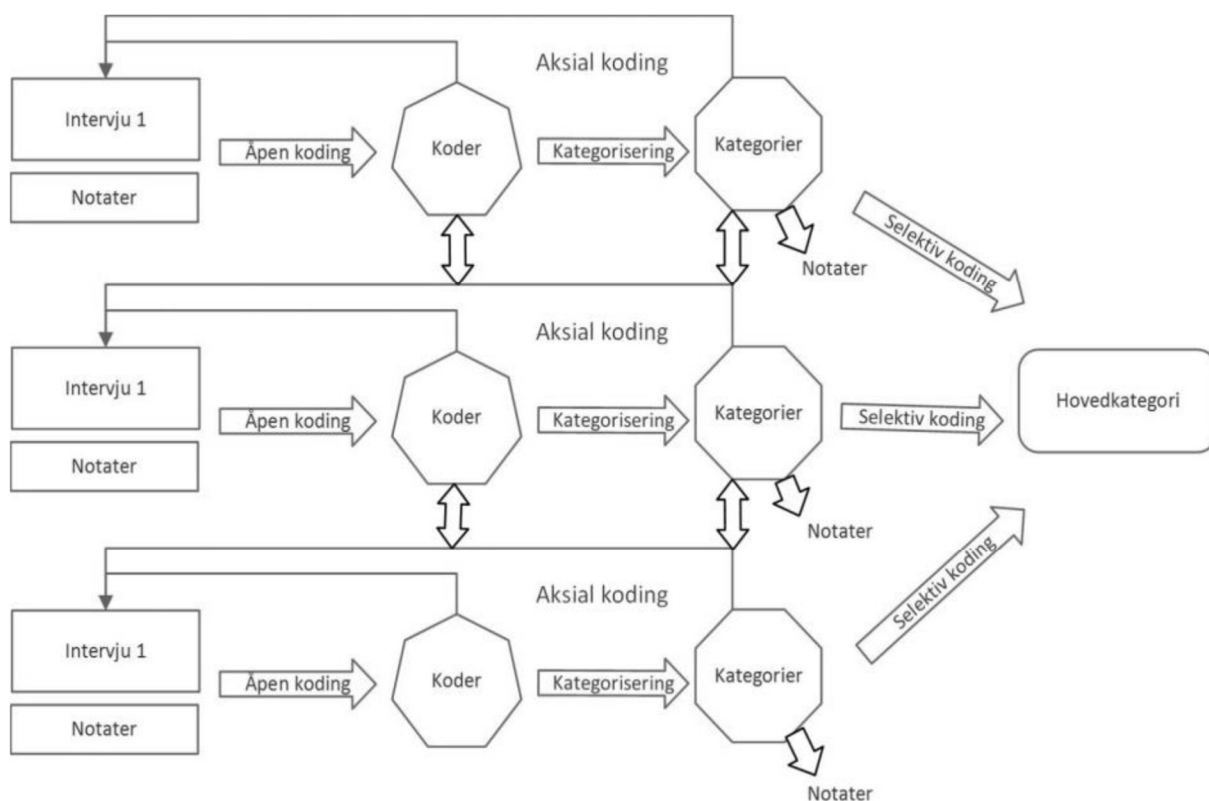 Aksial koding
Intervju 1
Åpen koding
Koder
Kategorisering
Kategorier
Notater
Notater
Selektiv koding
Aksial koding
Intervju 1
Åpen koding
Koder
Kategorisering
Kategorier
Selektiv koding
Hovedkategori
Notater
Notater
Aksial koding
Intervju 1
Åpen koding
Koder
Kategorisering
Kategorier
Selektiv koding
Notater
Notater